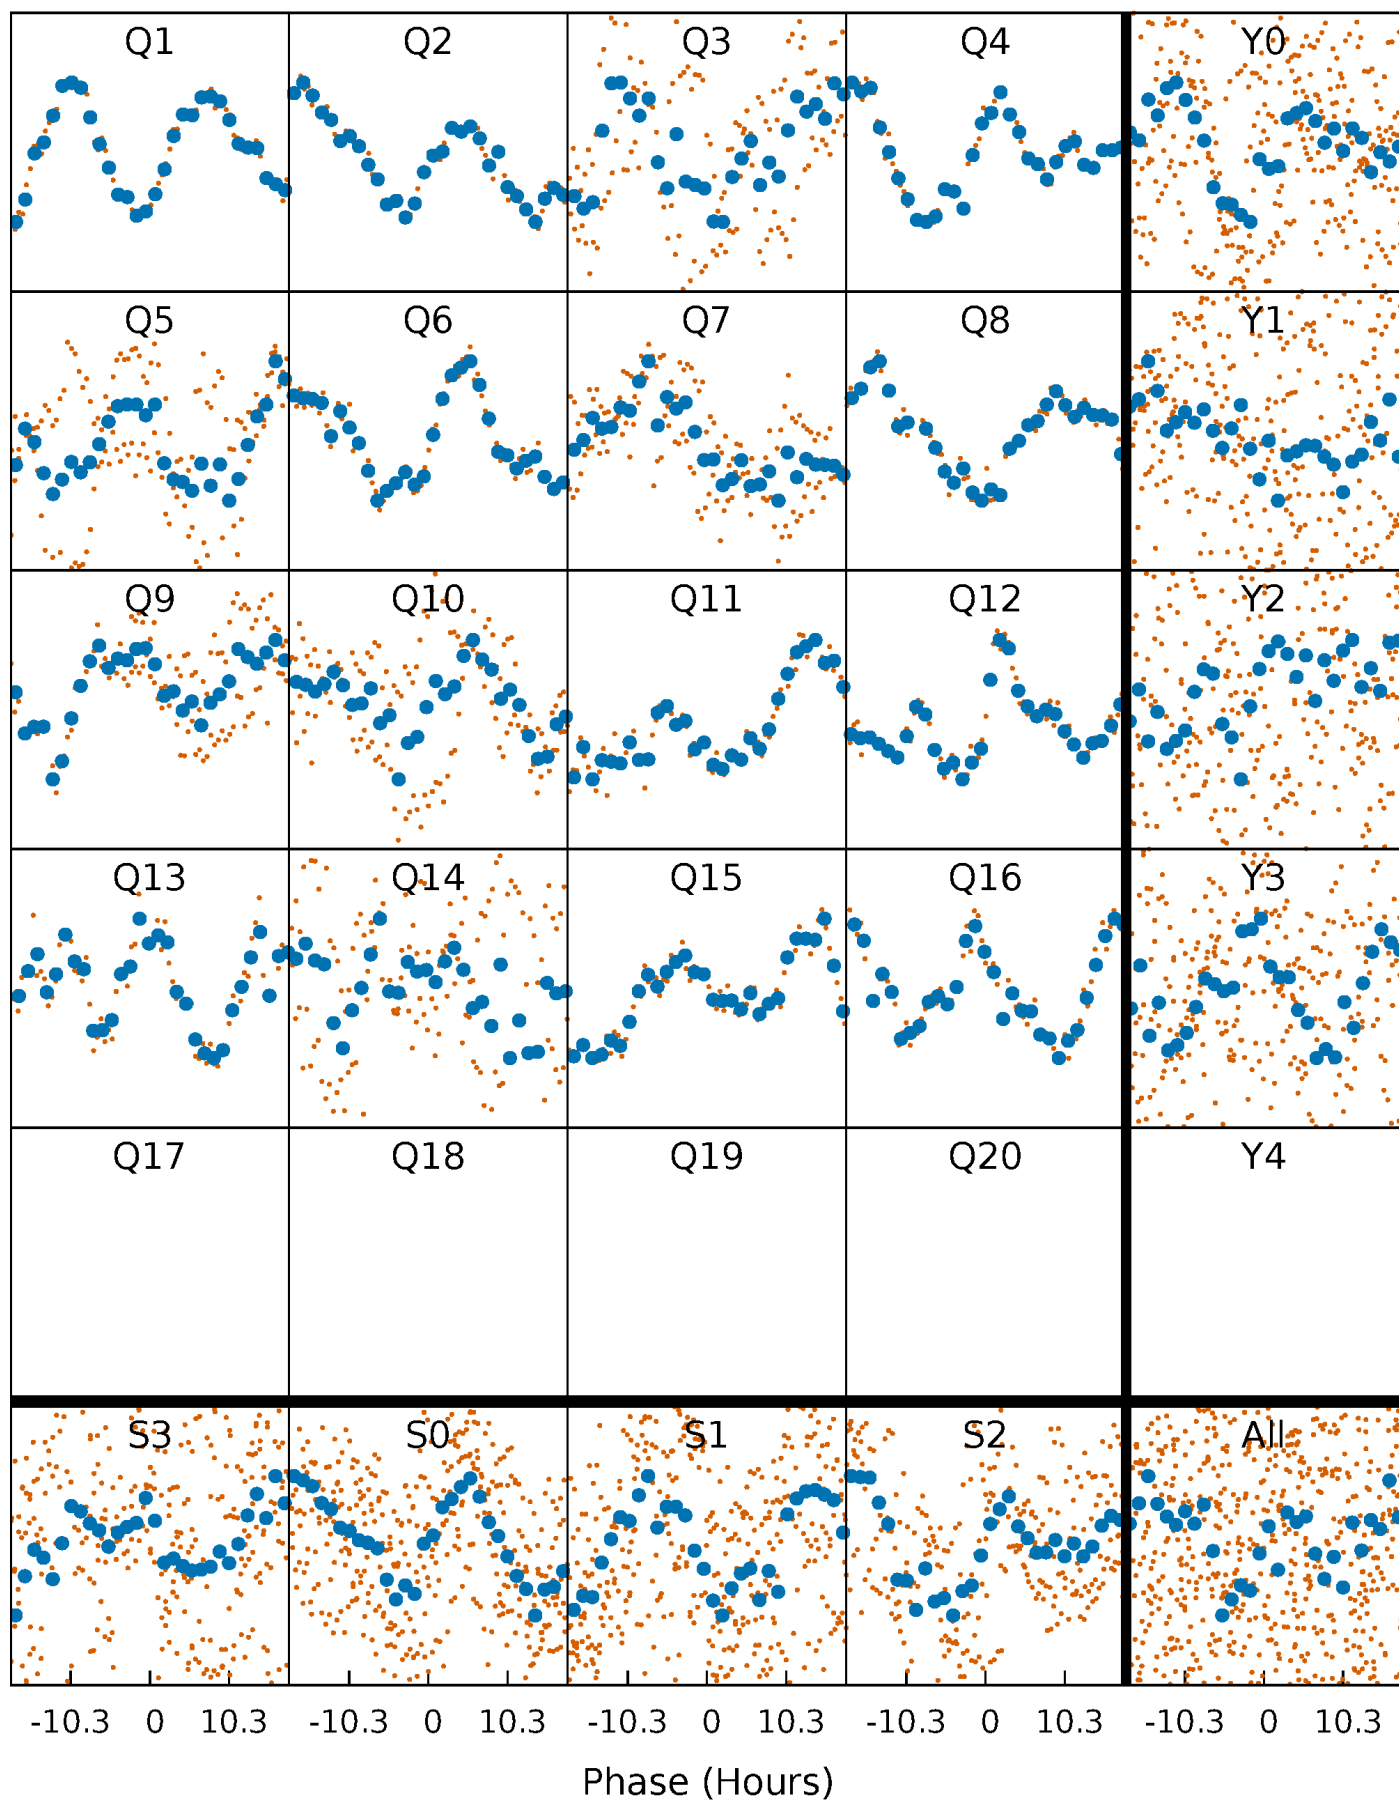 Q1 Q2 Q3 Q4 Y0
Q5 Q6 Q7 Q8 Y1
Q9 Q10 Q11 Q12 Y2
Q13 Q14 Q15 Q16 Y3
Q17 Q18 Q19 Q20 Y4
S3 S0 S1 S2 All
-10.3 0 10.3 -10.3 0 10.3 -10.3 0 10.3 -10.3 0 10.3 -10.3 0 10.3
Phase (Hours)